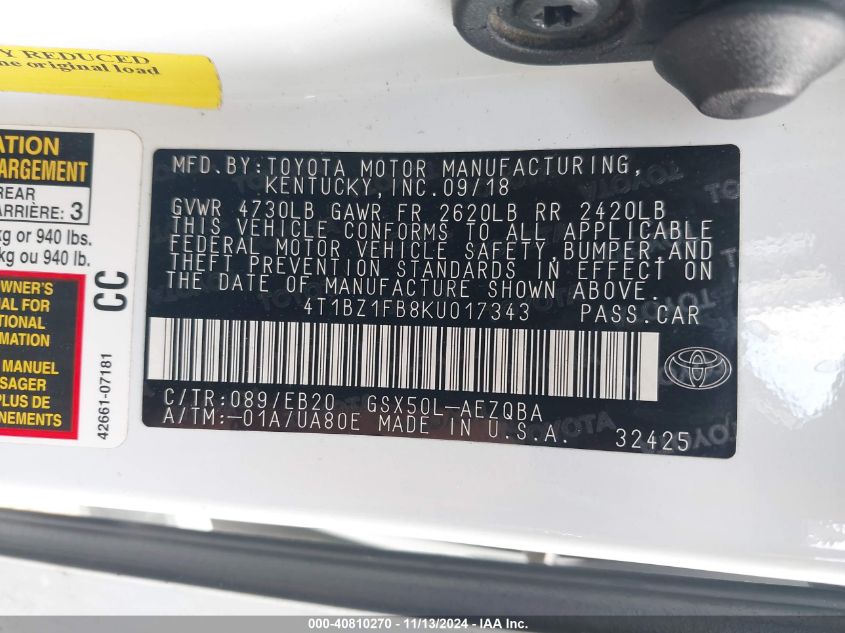 Y REDUCED
ne original load
ATION
ARGEMENT
REAR
ARRIÈRE: 3
kg or 940 lbs.
kg ou 940 lb.
OWNER'S
UAL FOR
TIONAL
RMATION
MANUEL
SAGER
PLUS DE
NEMENTS
CC
42661-07181
MFD.BY:TOYOTA MOTOR MANUFACTURING,
KENTUCKY,INC.09/18
GVWR 4730LB GAWR FR 2620LB RR 2420LB
THIS VEHICLE CONFORMS TO ALL APPLICABLE
FEDERAL MOTOR VEHICLE SAFETY,BUMPER,AND
THEFT PREVENTION STANDARDS IN EFFECT ON
THE DATE OF MANUFACTURE SHOWN ABOVE.
4T1BZ1FB8KU017343 PASS.CAR
C/TR:089/EB20 GSX50L-AEZQBA
A/TM:-01A/UA80E MADE IN U.S.A. 32425
TOYOTA
000-40810270 - 11/13/2024 - IAA Inc.